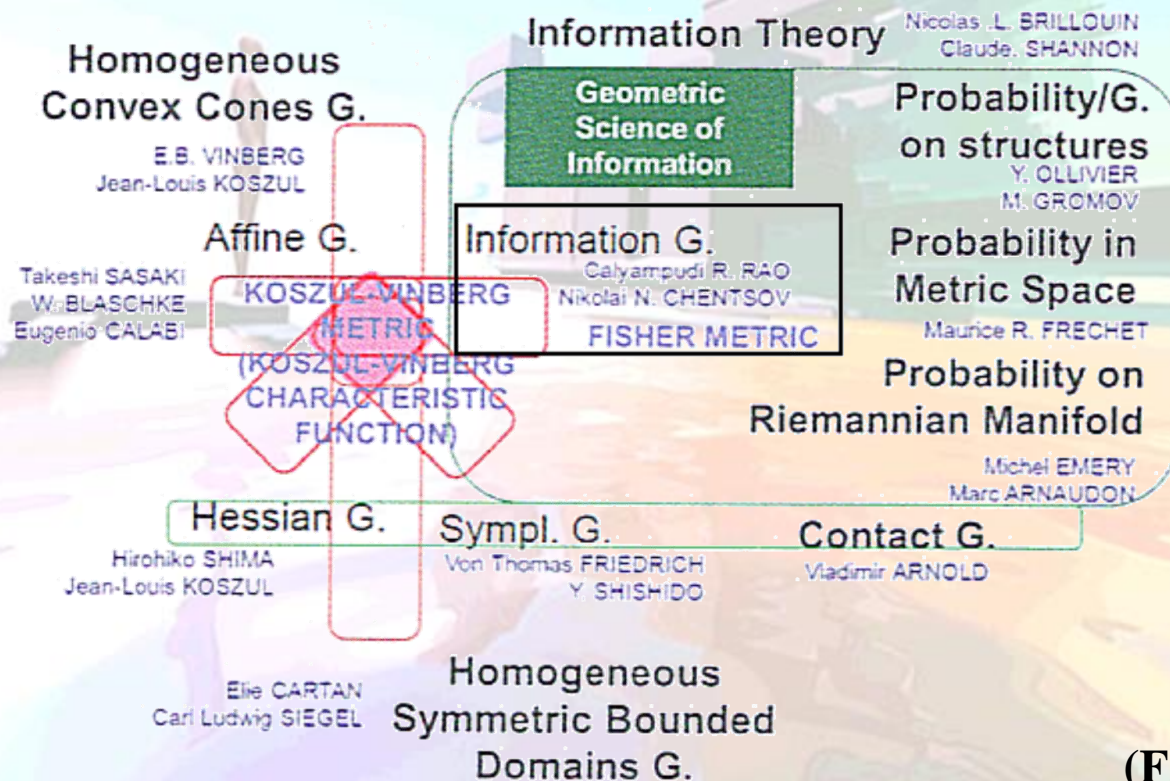 Information Theory
Nicolas .L. BRILLOUIN
Claude. SHANNON
Homogeneous
Convex Cones G.
E.B. VINBERG
Jean-Louis KOSZUL
Geometric
Science of
Information
Probability/G.
on structures
Y. OLLIVIER
M. GROMOV
Affine G.
Takeshi SASAKI
W. BLASCHKE
Eugenio CALABI
Information G.
Calyampudi R. RAO
Nikolai N. CHENTSOV
FISHER METRIC
Probability in
Metric Space
Maurice R. FRECHET
KOSZUL-VINBERG
METRIC
(KOSZUL-VINBERG
CHARACTERISTIC
FUNCTION)
Probability on
Riemannian Manifold
Michel EMERY
Marc ARNAUDON
Hessian G.
Hirohiko SHIMA
Jean-Louis KOSZUL
Sympl. G.
Von Thomas FRIEDRICH
Y SHISHIDO
Contact G.
Vladimir ARNOLD
Elie CARTAN
Carl Ludwig SIEGEL
Homogeneous
Symmetric Bounded
Domains G.
(F